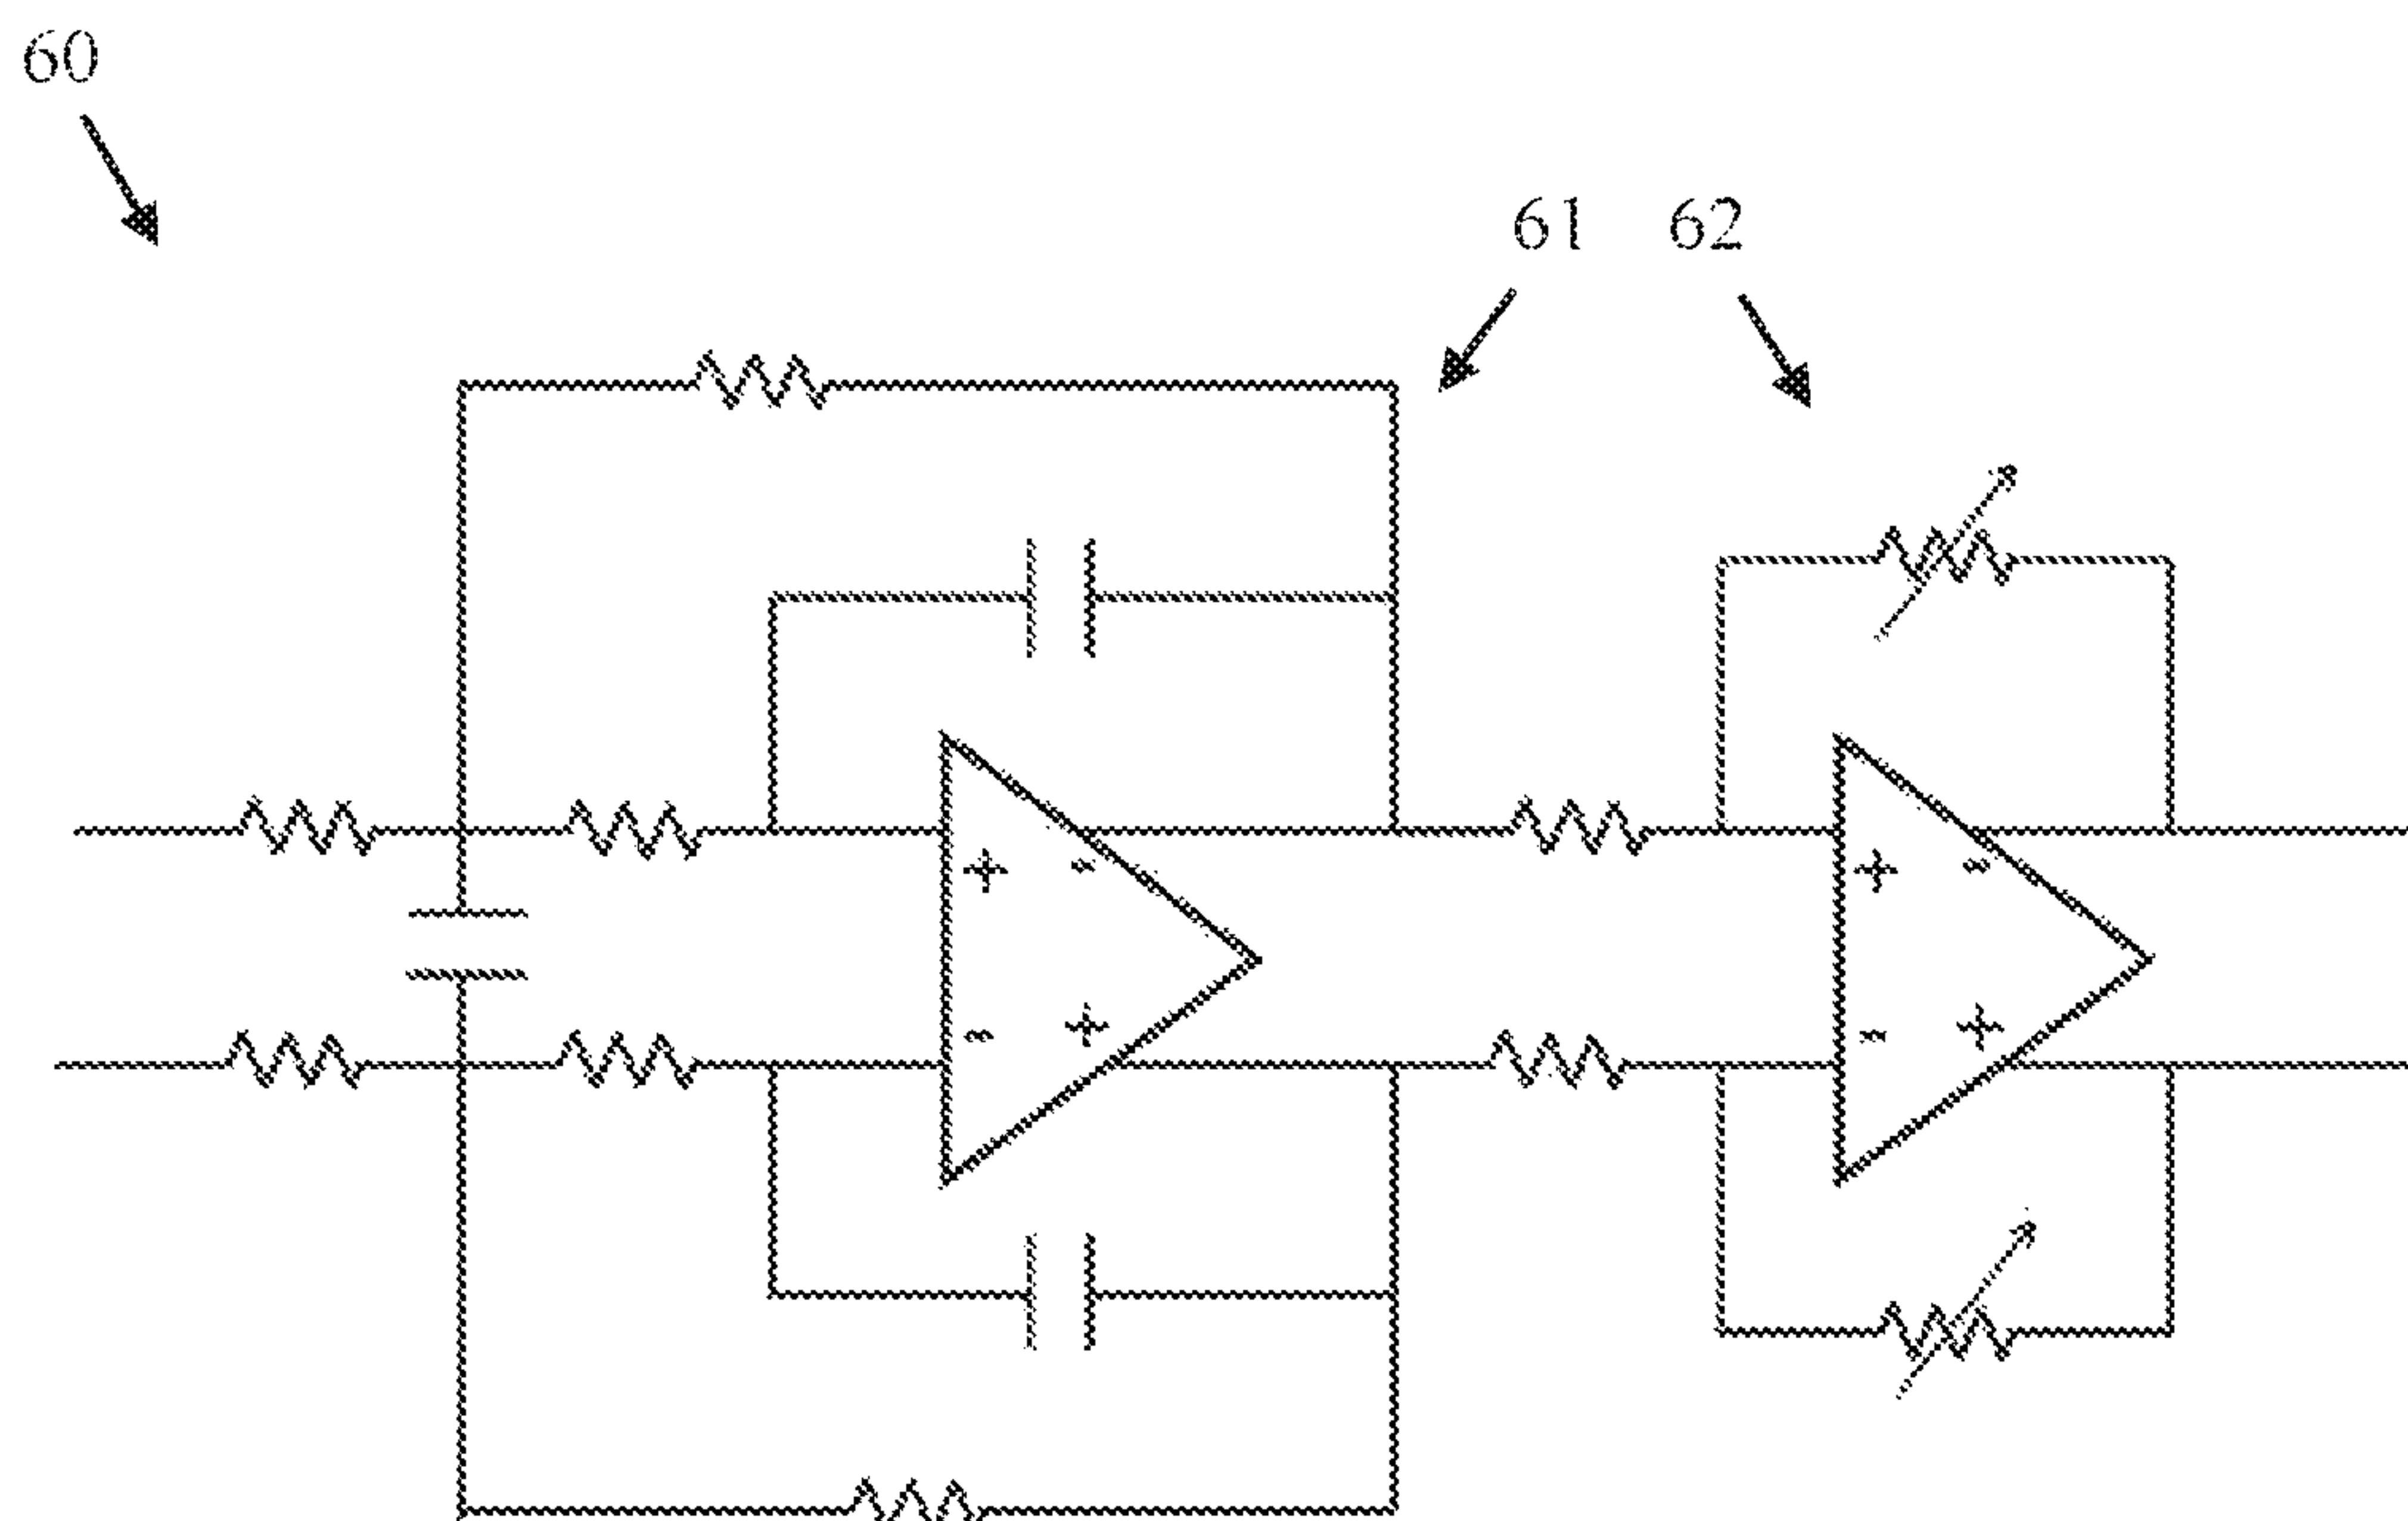 60
61 62
+ - + -
- + - +